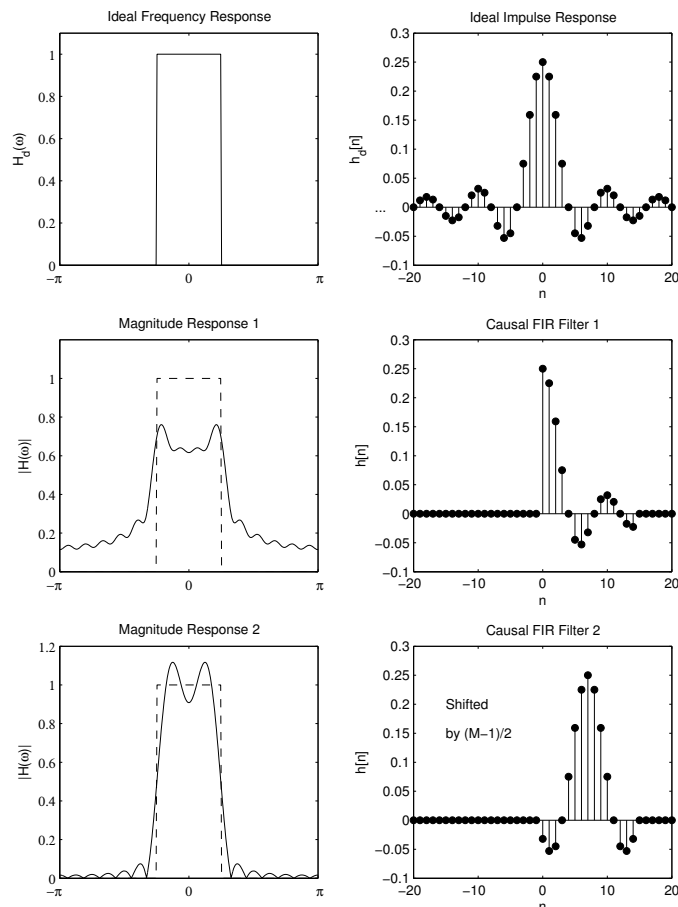 Ideal Frequency Response
1
0.8
0.6
0.4
0.2
0
−π
0
π
H_d(ω)
Ideal Impulse Response
0.3
0.25
0.2
0.15
0.1
0.05
0
−0.05
−0.1
...
−20
−10
0
10
20
n
h_d[n]
Magnitude Response 1
1
0.8
0.6
0.4
0.2
0
−π
0
π
|H(ω)|
Causal FIR Filter 1
0.3
0.25
0.2
0.15
0.1
0.05
0
−0.05
−0.1
−20
−10
0
10
20
n
h[n]
Magnitude Response 2
1.2
1
0.8
0.6
0.4
0.2
0
−π
0
π
|H(ω)|
Causal FIR Filter 2
0.3
0.25
0.2
0.15
0.1
0.05
0
−0.05
−0.1
Shifted
by (M−1)/2
−20
−10
0
10
20
n
h[n]